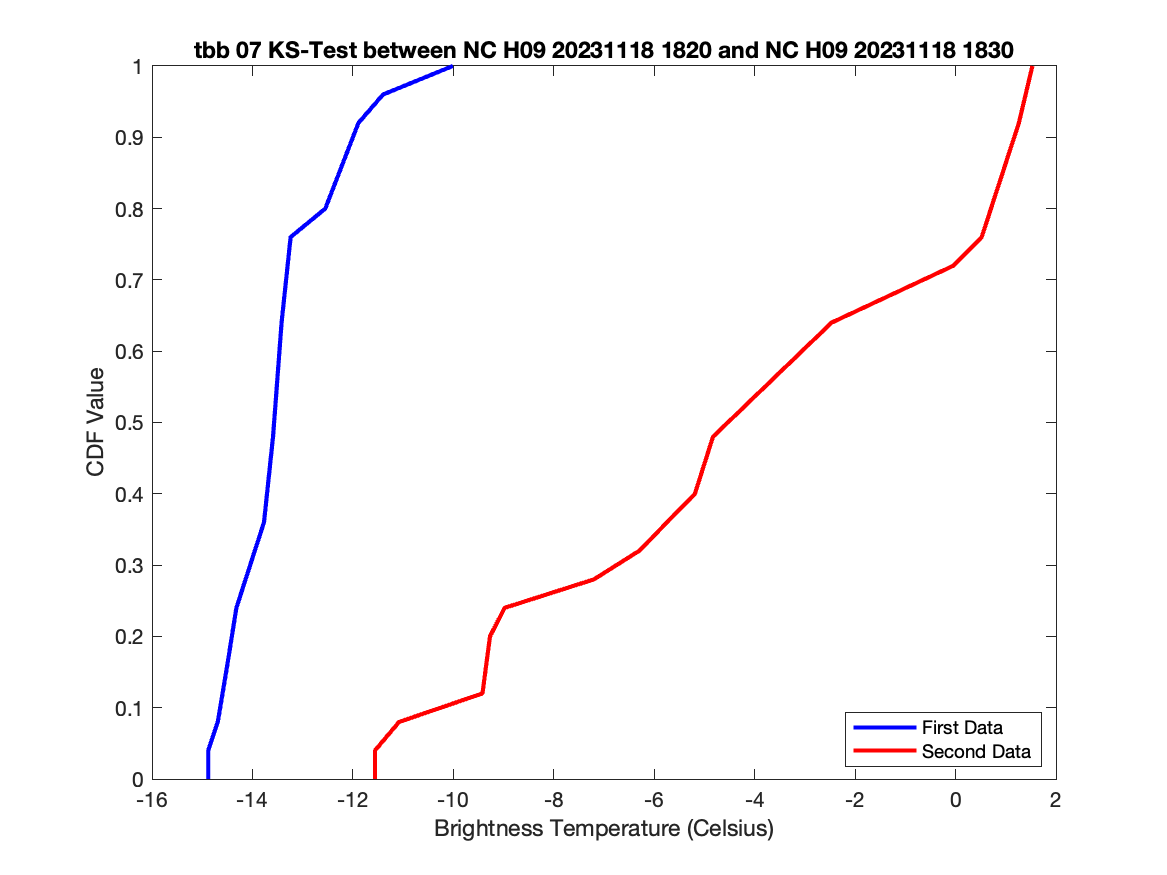 tbb 07 KS-Test between NC H09 20231118 1820 and NC H09 20231118 1830
1
0.9
0.8
0.7
0.6
0.5
0.4
0.3
0.2
0.1
0
CDF Value
First Data
Second Data
-16 -14 -12 -10 -8 -6 -4 -2 0 2
Brightness Temperature (Celsius)